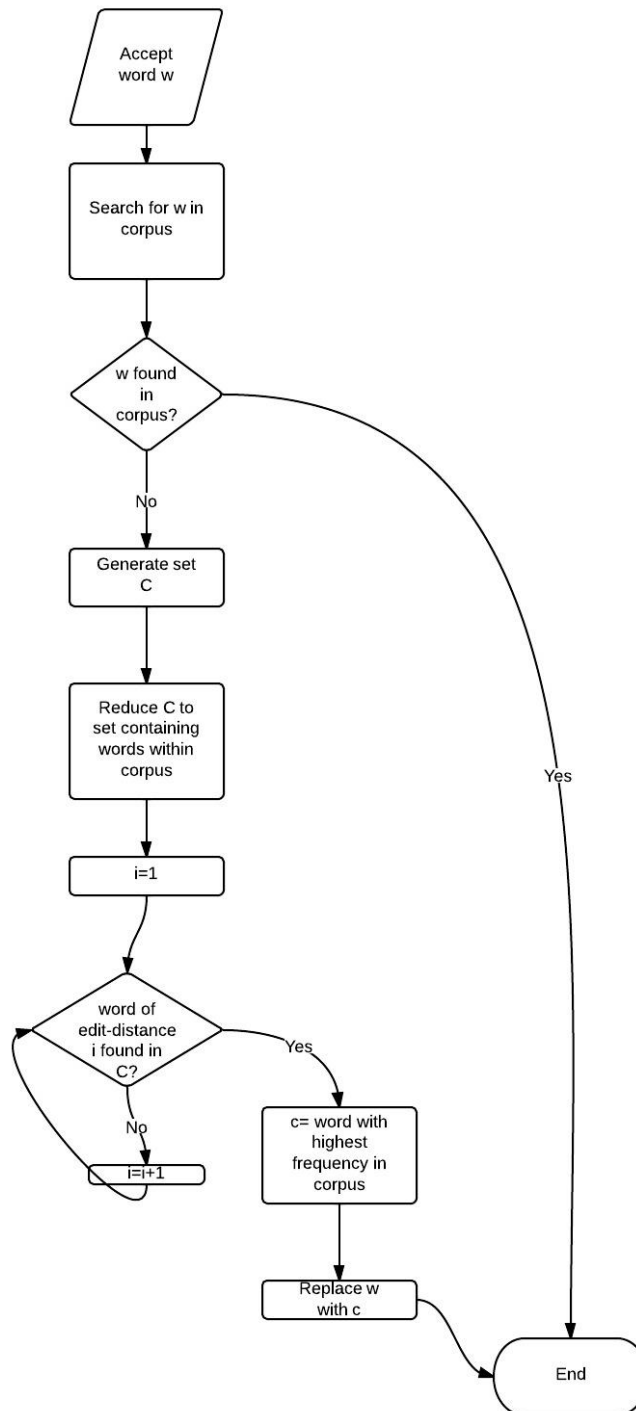 Accept
word w
Search for w in
corpus
w found
in
corpus?
No
Generate set
C
Reduce C to
set containing
words within
corpus
Yes
i=1
word of
edit-distance
i found in
C?
Yes
No
i=i+1
c= word with
highest
frequency in
corpus
Replace w
with c
End